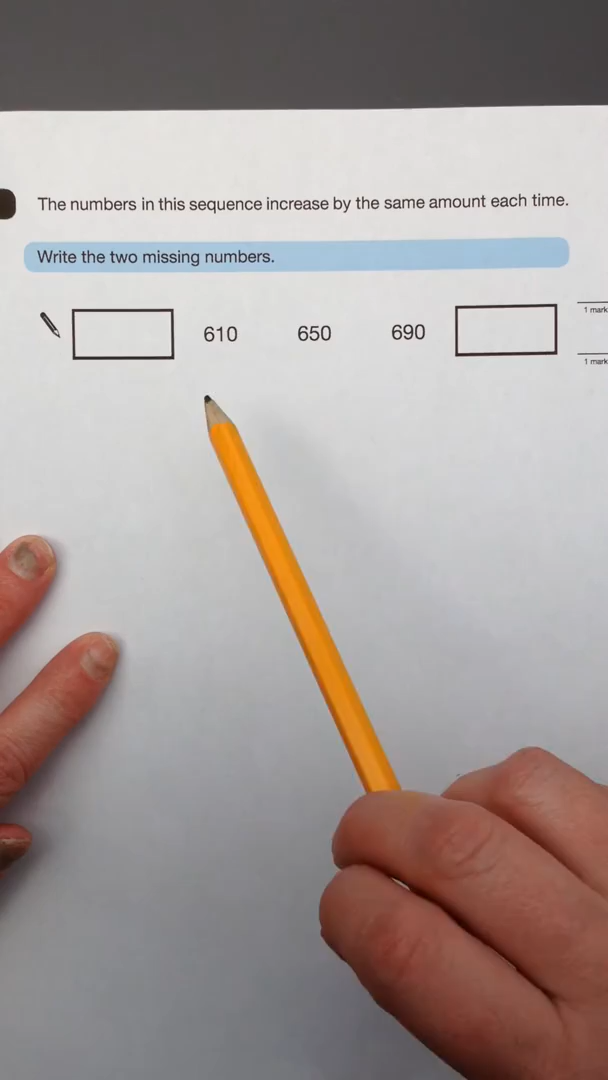 The numbers in this sequence increase by the same amount each time.
Write the two missing numbers.
610 650 690
1 mark
1 mark